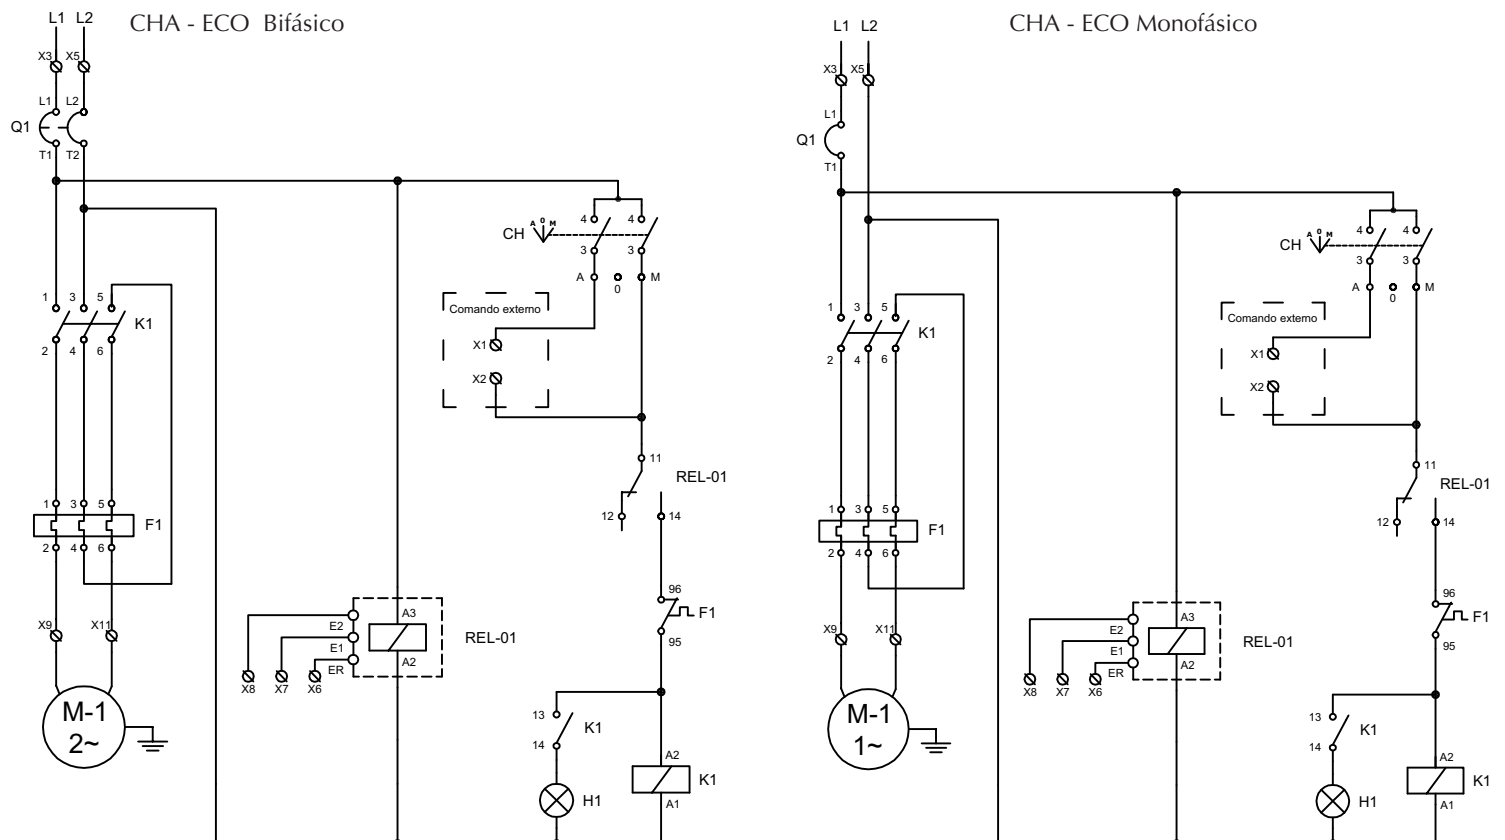 CHA - ECO Bifásico
L1 L2
X3 X5
L1 L2
Q1
T1 T2
4 4
A 0 M
CH
3 3
A 0 M
1 3 5
K1
2 4 6
Comando externo
X1
X2
11
REL-01
12 14
1 3 5
F1
2 4 6
96
F1
95
A3
E2
E1
ER
A2
REL-01
X9 X11
X8 X7 X6
M-1
2~
13
K1
14
A2
K1
A1
H1
CHA - ECO Monofásico
L1 L2
X3 X5
L1
Q1
T1
4 4
A 0 M
CH
3 3
A 0 M
1 3 5
K1
2 4 6
Comando externo
X1
X2
11
REL-01
12 14
1 3 5
F1
2 4 6
96
F1
95
A3
E2
E1
ER
A2
REL-01
X9 X11
X8 X7 X6
M-1
1~
13
K1
14
A2
K1
A1
H1